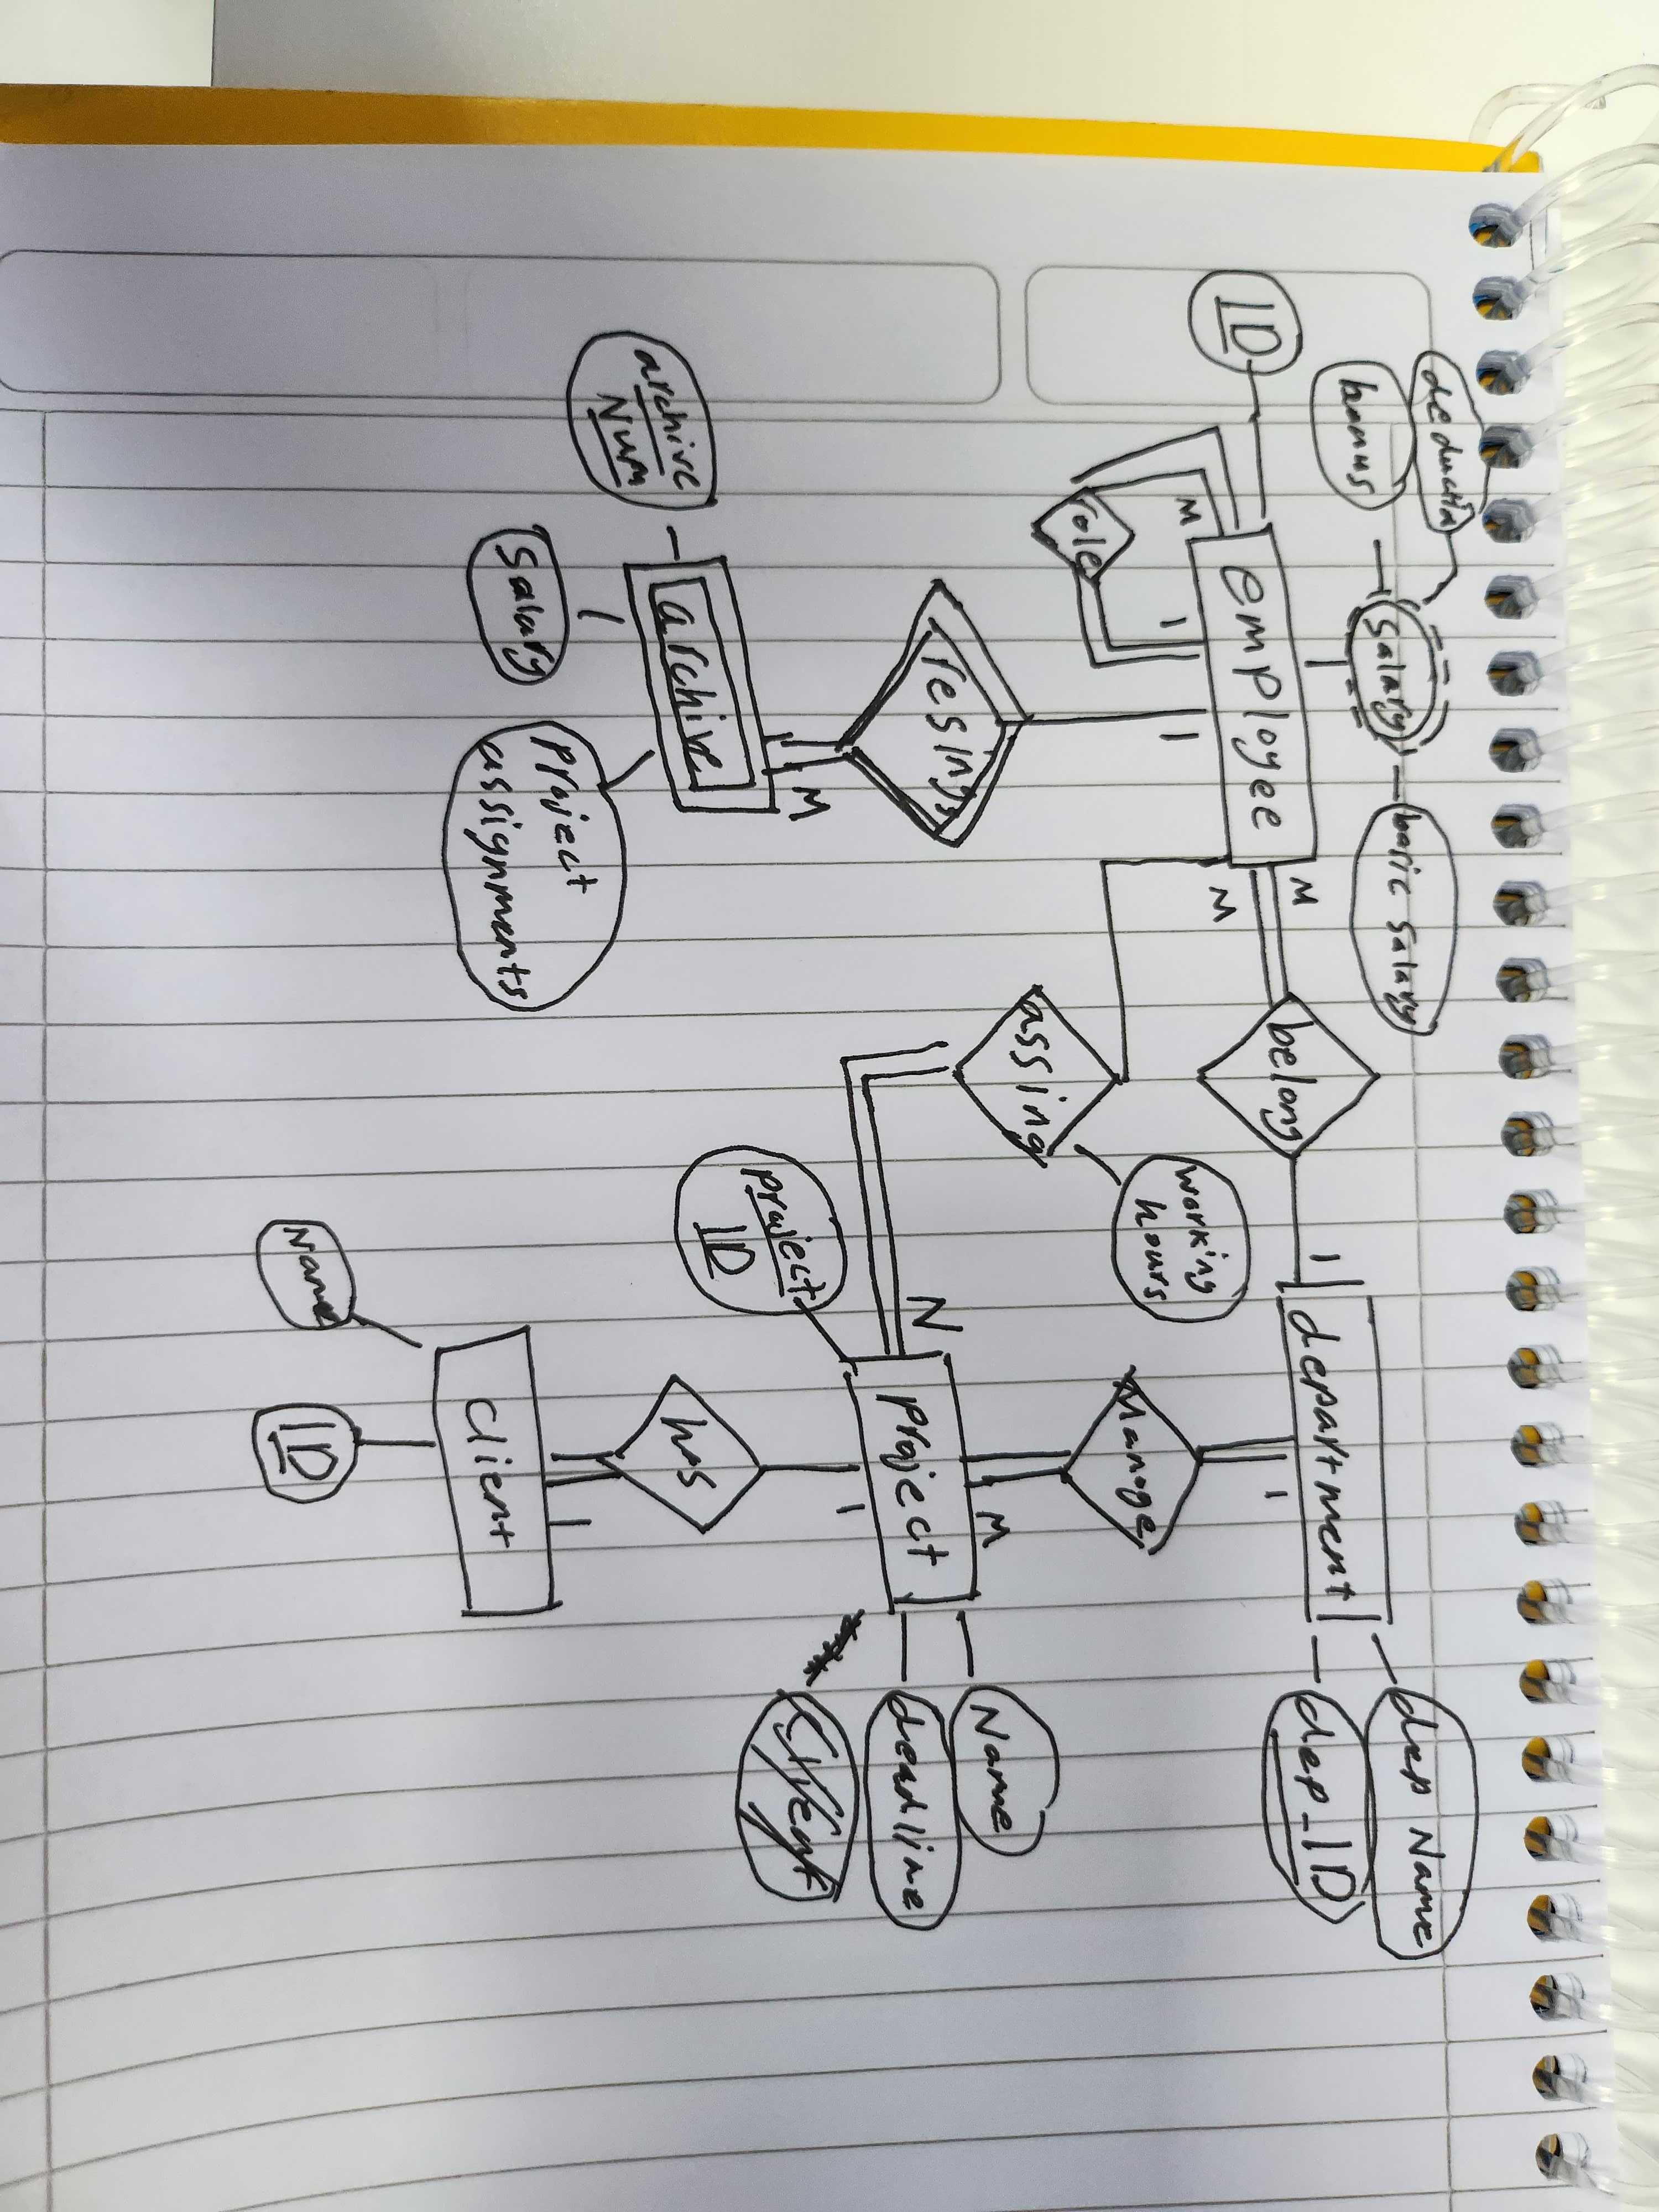 deduction
bonus
Salary
basic salary
ID
employee
M
1
role
1
M
M
belong
1
department
dep Name
dep_ID
resings
M
archive
archive
Num
Salary
Project
assignments
assing
working
hours
N
1
Manage
M
project
ID
project
Name
deadline
Client
1
has
1
Client
Name
ID